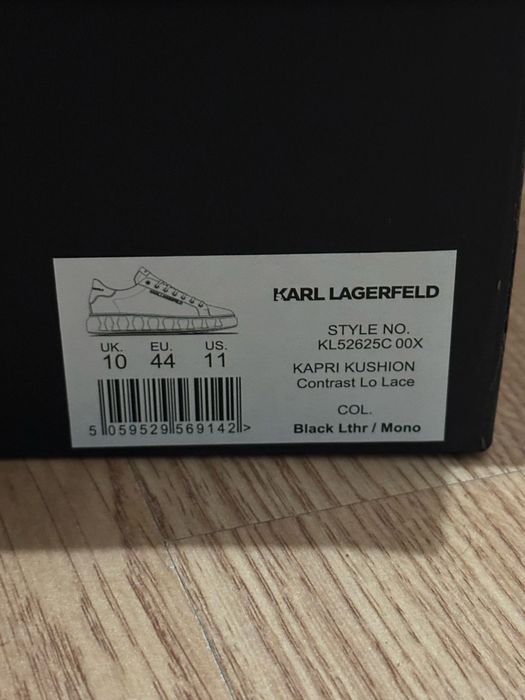 KARL LAGERFELD
STYLE NO.
KL52625C 00X
UK. EU. US.
10 44 11
KAPRI KUSHION
Contrast Lo Lace
COL.
Black Lthr / Mono
5 059529 569142 >